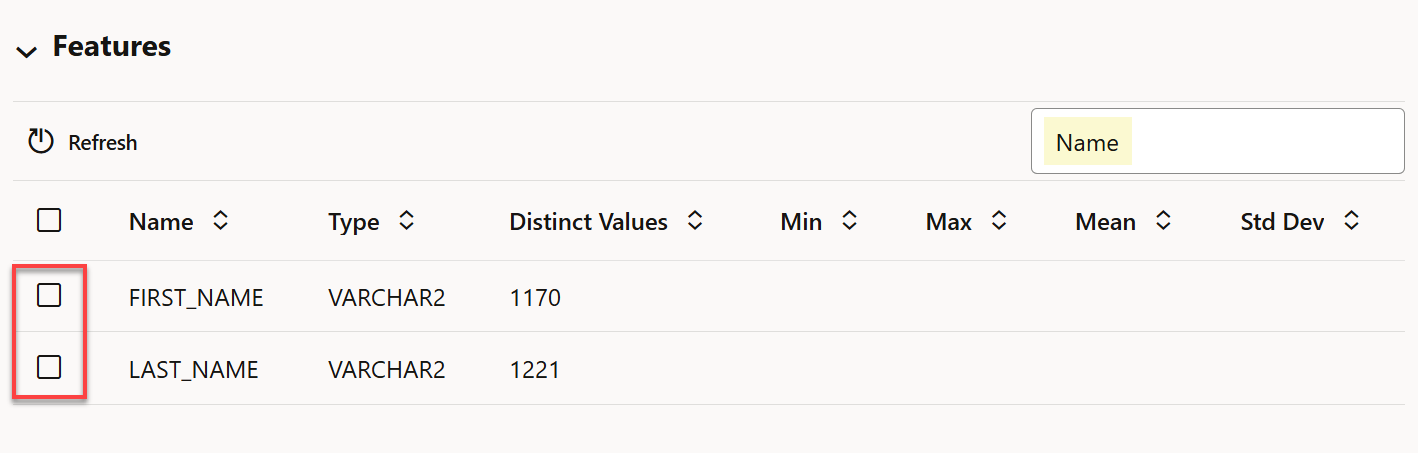 Features
Refresh Name
Name Type Distinct Values Min Max Mean Std Dev
FIRST_NAME VARCHAR2 1170
LAST_NAME VARCHAR2 1221